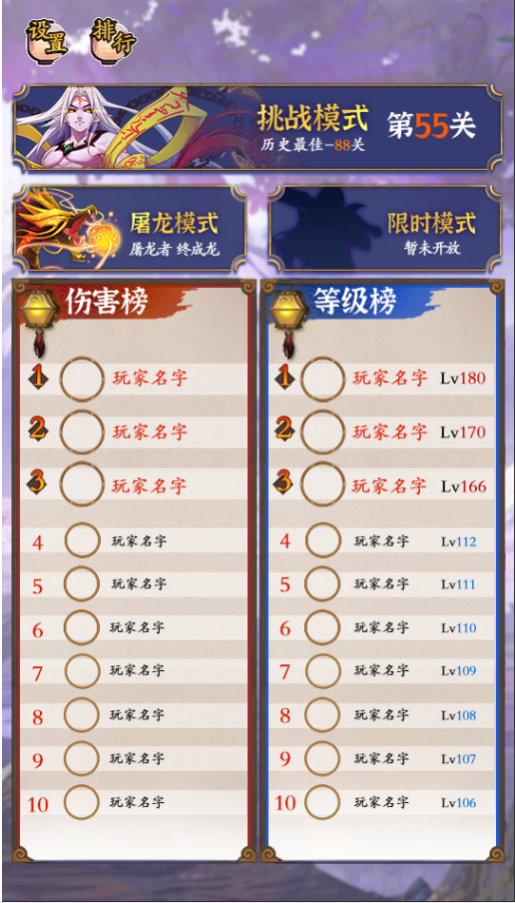 设置 排行
挑战模式 第55关
历史最佳-88关
屠龙模式
屠龙者 终成龙
限时模式
暂未开放
伤害榜
1 玩家名字
2 玩家名字
3 玩家名字
4 玩家名字
5 玩家名字
6 玩家名字
7 玩家名字
8 玩家名字
9 玩家名字
10 玩家名字
等级榜
1 玩家名字 Lv180
2 玩家名字 Lv170
3 玩家名字 Lv166
4 玩家名字 Lv112
5 玩家名字 Lv111
6 玩家名字 Lv110
7 玩家名字 Lv109
8 玩家名字 Lv108
9 玩家名字 Lv107
10 玩家名字 Lv106